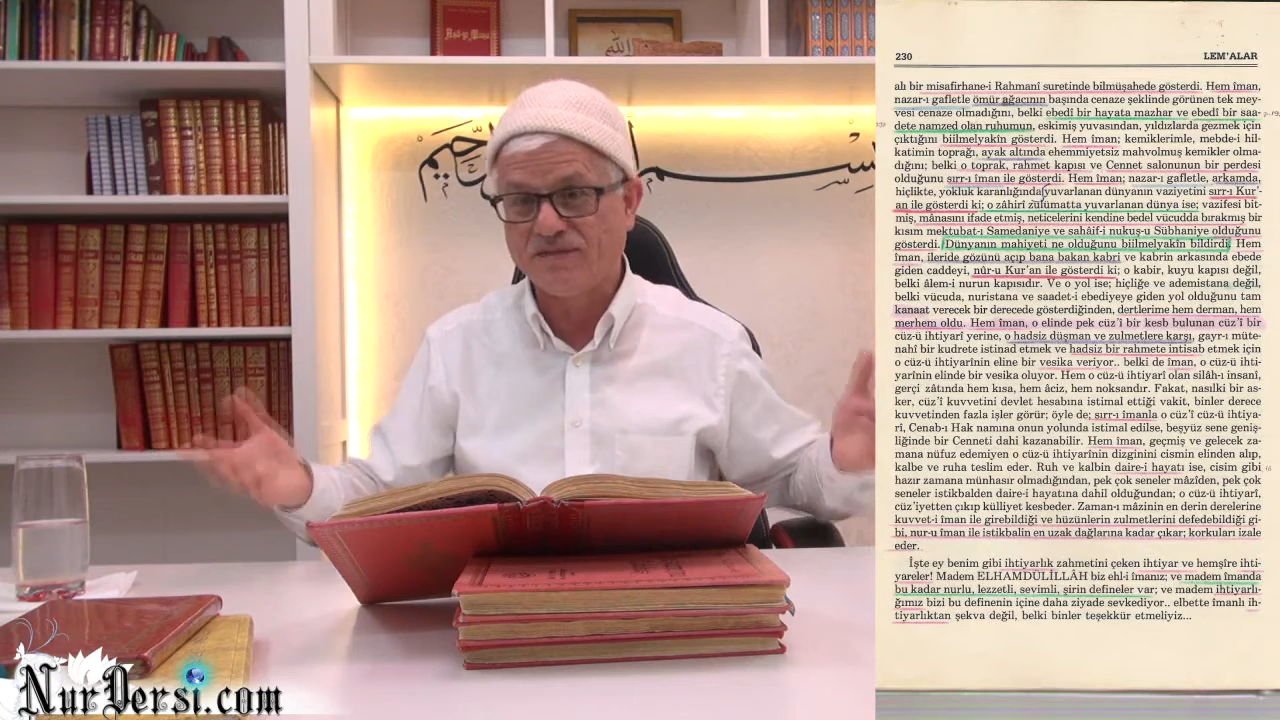 230 LEM'ALAR
alı bir misafirhane-i Rahmanî suretinde bilmüşahede gösterdi. Hem îman,
nazar-ı gafletle ömür ağacının başında cenaze şeklinde görünen tek mey-
vesi cenaze olmadığını, belki ebedî bir hayata mazhar ve ebedî bir saa-
dete namzed olan ruhumun, eskimiş yuvasından, yıldızlarda gezmek için
çıktığını biilmelyakîn gösterdi. Hem îman; kemiklerimle, mebde-i hil-
katimin toprağı, ayak altında ehemmiyetsiz mahvolmuş kemikler olma-
dığını; belki o toprak, rahmet kapısı ve Cennet salonunun bir perdesi
olduğunu sırr-ı îman ile gösterdi. Hem îman; nazar-ı gafletle, arkamda,
hiçlikte, yokluk karanlığında yuvarlanan dünyanın vaziyetini sırr-ı Kur'-
an ile gösterdi ki; o zâhirî zulümatta yuvarlanan dünya ise; vazifesi bit-
miş, mânasını ifade etmiş, neticelerini kendine bedel vücudda bırakmış bir
kısım mektubat-ı Samedaniye ve sahâif-i nukuş-u Sübhaniye olduğunu
gösterdi. Dünyanın mahiyeti ne olduğunu biilmelyakîn bildirdi. Hem
îman, ileride gözünü açıp bana bakan kabri ve kabrin arkasında ebede
giden caddeyi, nûr-u Kur'an ile gösterdi ki; o kabir, kuyu kapısı değil,
belki âlem-i nurun kapısıdır. Ve o yol ise; hiçliğe ve ademistana değil,
belki vücuda, nuristana ve saadet-i ebediyeye giden yol olduğunu tam
kanaat verecek bir derecede gösterdiğinden, dertlerime hem derman, hem
merhem oldu. Hem îman, o elinde pek cüz'î bir kesb bulunan cüz'î bir
cüz-ü ihtiyarî yerine, o hadsiz düşman ve zulmetlere karşı, gayr-ı müte-
nahî bir kudrete istinad etmek ve hadsiz bir rahmete intisab etmek için
o cüz-ü ihtiyarînin eline bir vesika veriyor.. belki de îman, o cüz-ü ihti-
yarînin elinde bir vesika oluyor. Hem o cüz-ü ihtiyarî olan silâh-ı insanî,
gerçi zâtında hem kısa, hem âciz, hem noksandır. Fakat, nasılki bir as-
ker, cüz'î kuvvetini devlet hesabına istimal ettiği vakit, binler derece
kuvvetinden fazla işler görür; öyle de; sırr-ı îmanla o cüz'î cüz-ü ihtiya-
rî, Cenab-ı Hak namına onun yolunda istimal edilse, beşyüz sene geniş-
liğinde bir Cenneti dahi kazanabilir. Hem îman, geçmiş ve gelecek za-
mana nüfuz edemiyen o cüz-ü ihtiyarînin dizginini cismin elinden alıp,
kalbe ve ruha teslim eder. Ruh ve kalbin daire-i hayatı ise, cisim gibi
hazır zamana münhasır olmadığından, pek çok seneler mâzîden, pek çok
seneler istikbalden daire-i hayatına dahil olduğundan; o cüz-ü ihtiyarî,
cüz'iyetten çıkıp külliyet kesbeder. Zaman-ı mâzinin en derin derelerine
kuvvet-i îman ile girebildiği ve hüzünlerin zulmetlerini defedebildiği gi-
bi, nur-u îman ile istikbalin en uzak dağlarına kadar çıkar; korkuları izale
eder.
İşte ey benim gibi ihtiyarlık zahmetini çeken ihtiyar ve hemşire ihti-
yareler! Madem ELHAMDÜLİLLÂH biz ehl-i îmanız; ve madem îmanda
bu kadar nurlu, lezzetli, sevimli, şirin defineler var; ve madem ihtiyarlı-
ğımız bizi bu definenin içine daha ziyade sevkediyor.. elbette îmanlı ih-
tiyarlıktan şekva değil, belki binler teşekkür etmeliyiz...
NurDersi.com